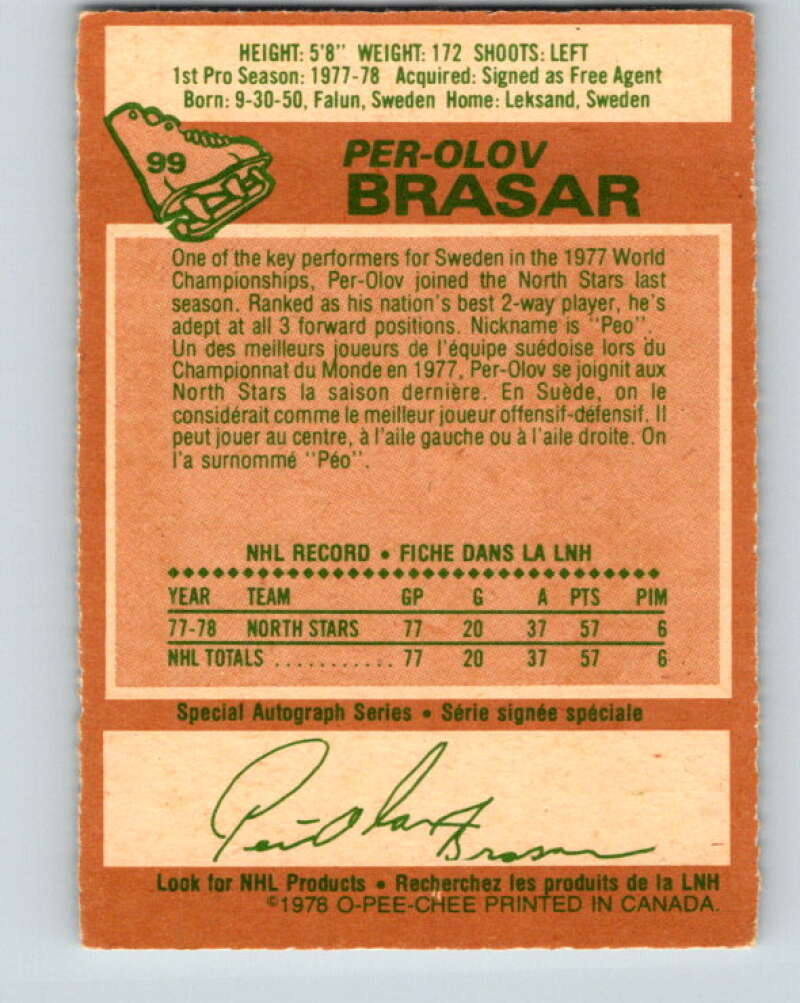 HEIGHT: 5'8" WEIGHT: 172 SHOOTS: LEFT
1st Pro Season: 1977-78 Acquired: Signed as Free Agent
Born: 9-30-50, Falun, Sweden Home: Leksand, Sweden
99
PER-OLOV
BRASAR
One of the key performers for Sweden in the 1977 World
Championships, Per-Olov joined the North Stars last
season. Ranked as his nation's best 2-way player, he's
adept at all 3 forward positions. Nickname is "Peo".
Un des meilleurs joueurs de l'équipe suédoise lors du
Championnat du Monde en 1977, Per-Olov se joignit aux
North Stars la saison dernière. En Suède, on le
considérait comme le meilleur joueur offensif-défensif. Il
peut jouer au centre, à l'aile gauche ou à l'aile droite. On
l'a surnommé "Péo".
NHL RECORD • FICHE DANS LA LNH
YEAR TEAM GP G A PTS PIM
77-78 NORTH STARS 77 20 37 57 6
NHL TOTALS ........... 77 20 37 57 6
Special Autograph Series • Série signée spéciale
Per-Olov Brasar
Look for NHL Products • Recherchez les produits de la LNH
©1978 O-PEE-CHEE PRINTED IN CANADA.